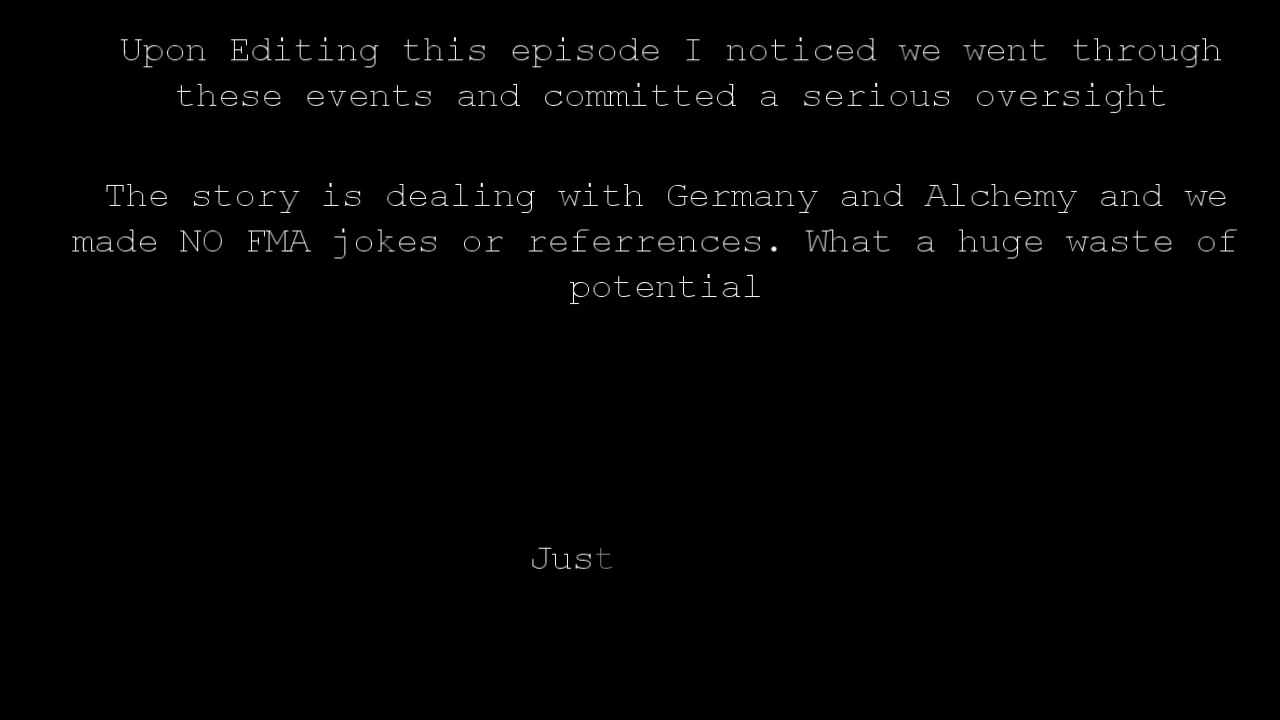 Upon Editing this episode I noticed we went through
these events and committed a serious oversight
The story is dealing with Germany and Alchemy and we
made NO FMA jokes or referrences. What a huge waste of
potential
Just